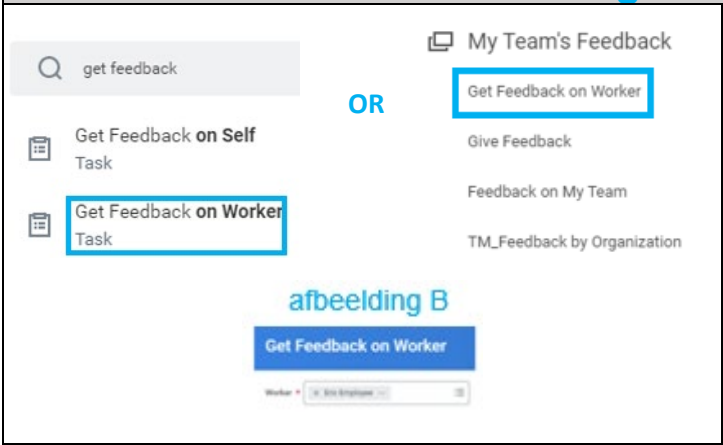 get feedback
Get Feedback on Self
Task
Get Feedback on Worker
Task
OR
My Team's Feedback
Get Feedback on Worker
Give Feedback
Feedback on My Team
TM_Feedback by Organization
afbeelding B
Get Feedback on Worker
Worker *